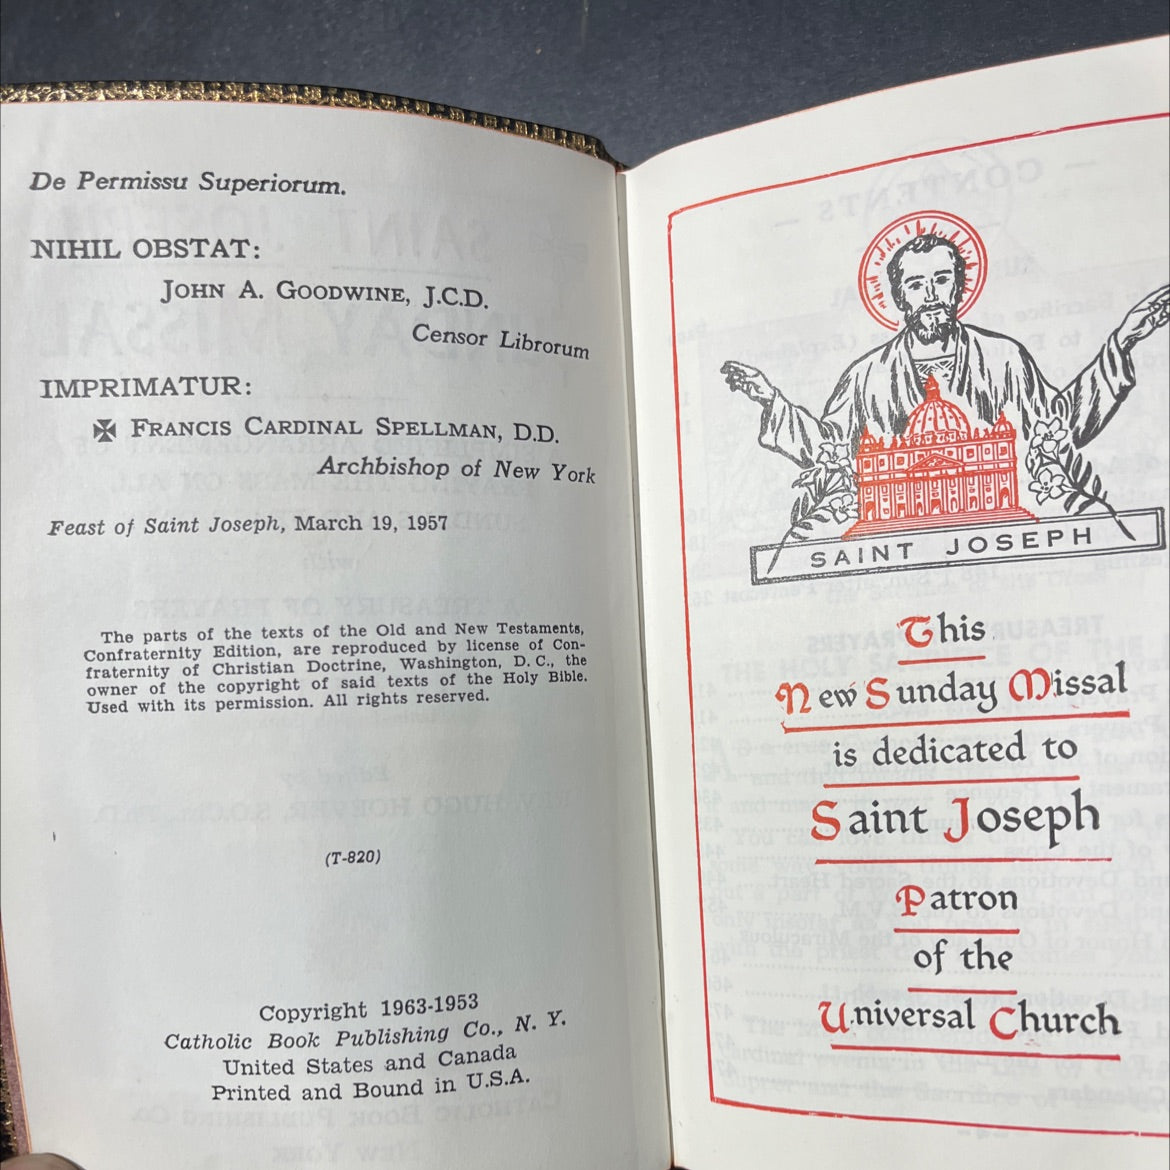 De Permissu Superiorum.
NIHIL OBSTAT:
JOHN A. GOODWINE, J.C.D.
Censor Librorum
IMPRIMATUR:
✠ FRANCIS CARDINAL SPELLMAN, D.D.
Archbishop of New York
Feast of Saint Joseph, March 19, 1957
The parts of the texts of the Old and New Testaments,
Confraternity Edition, are reproduced by license of Con-
fraternity of Christian Doctrine, Washington, D. C., the
owner of the copyright of said texts of the Holy Bible.
Used with its permission. All rights reserved.
(T-820)
Copyright 1963-1953
Catholic Book Publishing Co., N. Y.
United States and Canada
Printed and Bound in U.S.A.
SAINT JOSEPH
This
New Sunday Missal
is dedicated to
Saint Joseph
Patron
of the
Universal Church